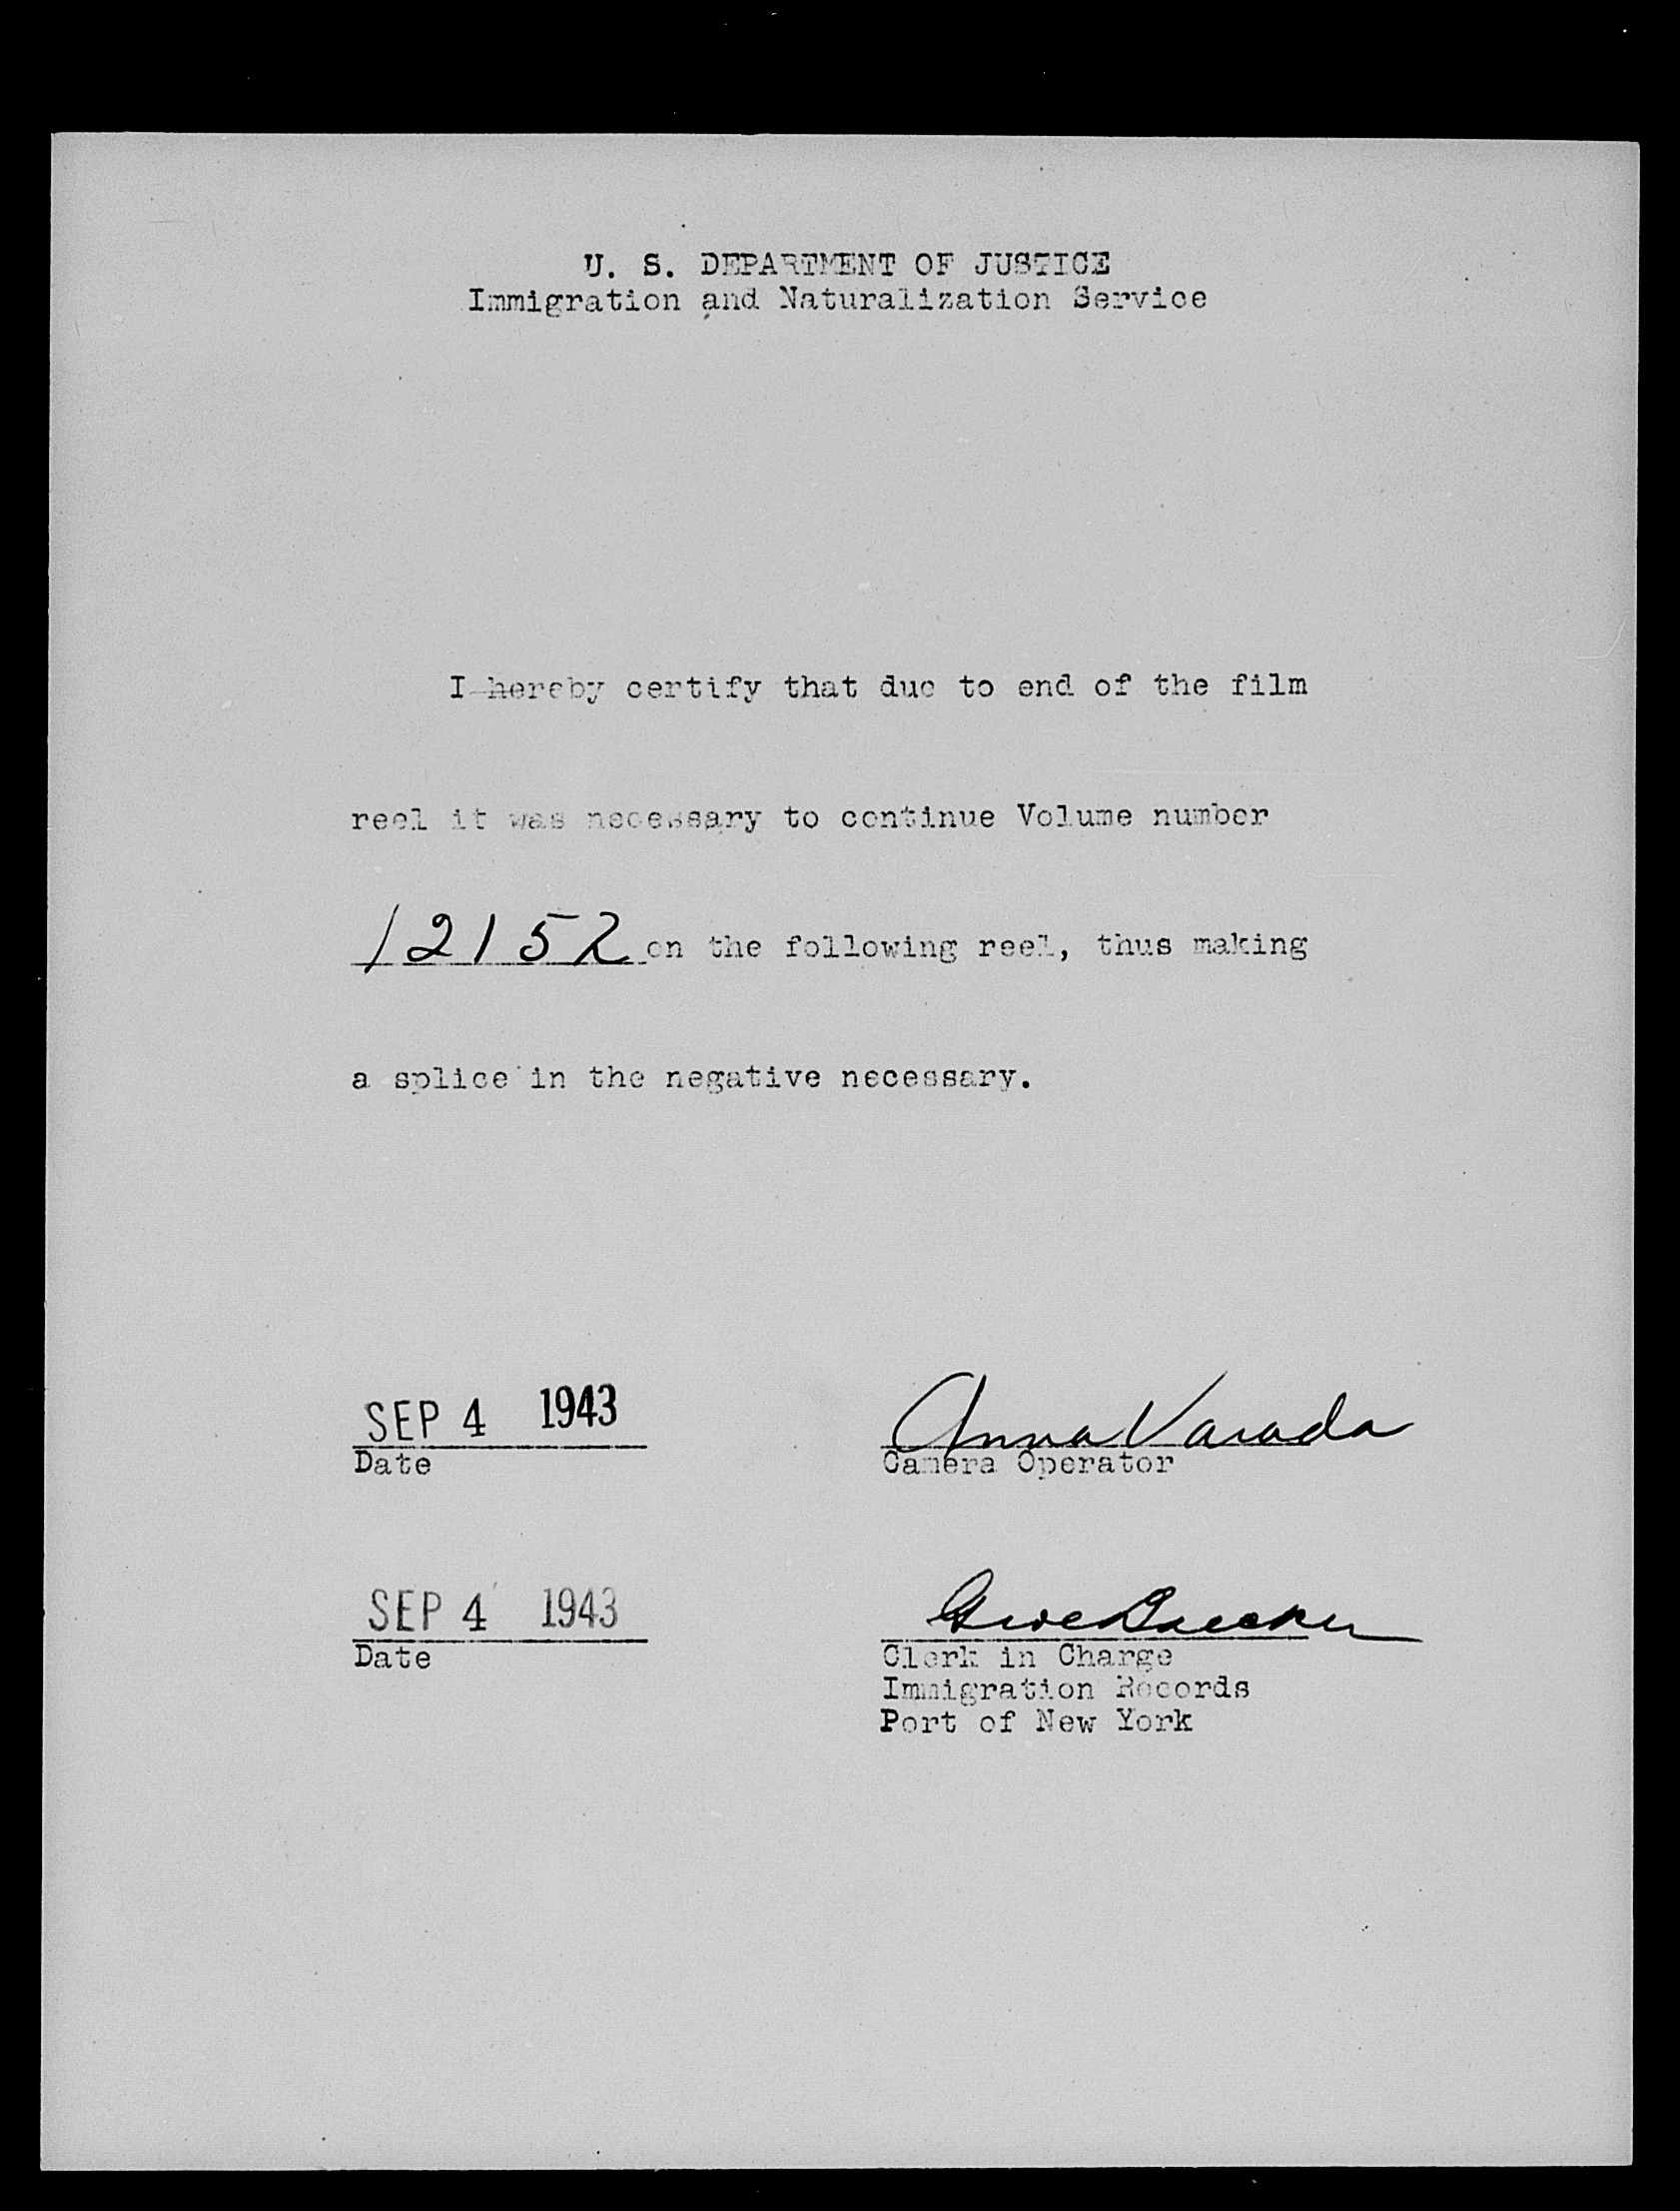 U. S. DEPARTMENT OF JUSTICE
Immigration and Naturalization Service
I hereby certify that due to end of the film
reel it was necessary to continue Volume number
12152 on the following reel, thus making
a splice in the negative necessary.
SEP 4 1943
Date
Anna Varada
Camera Operator
SEP 4 1943
Date
Clerk in Charge
Immigration Records
Port of New York